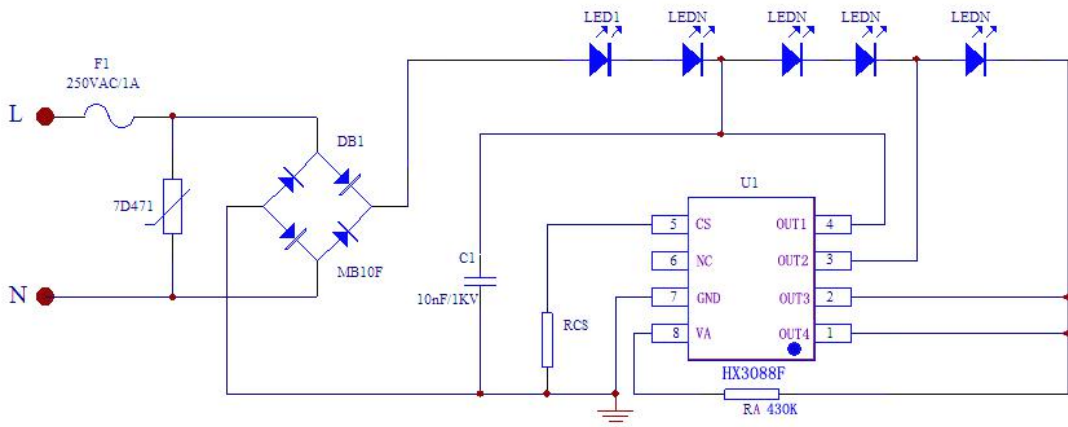 LED1
LEDN
LEDN
LEDN
LEDN
F1
250VAC/1A
L
DB1
7D471
MB10F
N
C1
10nF/1KV
RCS
U1
5 CS OUT1 4
6 NC OUT2 3
7 GND OUT3 2
8 VA OUT4 1
HX3088F
RA 430K